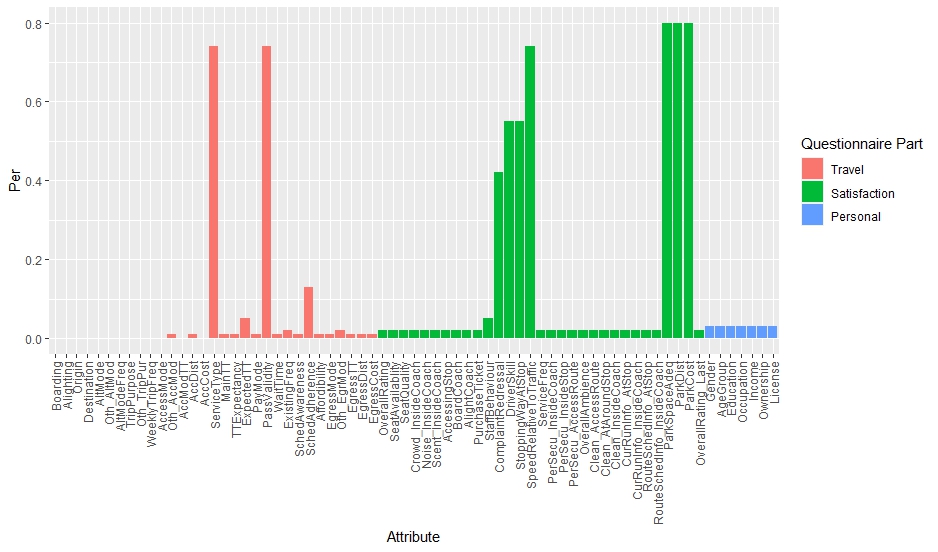 0.8
0.6
0.4
0.2
0.0
Per
Boarding
Alighting
Origin
Destination
AltMode
Oth_AltMod
AltModeFreq
TripPurpose
Oth_TripPur
WeeklyTripFreq
AccessMode
Oth_AccMod
AccModTT
AccDist
AccCost
ServiceType
MainTT
TTExpectancy
ExpectedTT
PayMode
PassValidity
WaitTime
ExistingFreq
SchedAwareness
SchedAdherence
Affordibility
EgressMode
Oth_EgrMod
EgressTT
EgressDist
EgressCost
OverallRating
SeatAvailability
SeatQuality
Crowd_InsideCoach
Noise_InsideCoach
Scent_InsideCoach
AccessingStop
BoardCoach
AlightCoach
PurchaseTicket
StaffBehaviour
ComplaintRedressal
DriverSkill
StoppingWayAtStop
SpeedRelativeToTraffic
ServiceFreq
PerSecu_InsideCoach
PerSecu_InsideStop
PerSecu_AccessRoute
OverallAmbience
Clean_AccessRoute
Clean_AtAroundStop
Clean_InsideCoach
CurRunInfo_AtStop
CurRunInfo_InsideCoach
RouteSchedInfo_AtStop
RouteSchedInfo_InsideCoach
ParkSpaceAdeq
ParkDist
ParkCost
OverallRating_Last
Gender
AgeGroup
Education
Occupation
Income
Ownership
License
Attribute
Questionnaire Part
Travel
Satisfaction
Personal